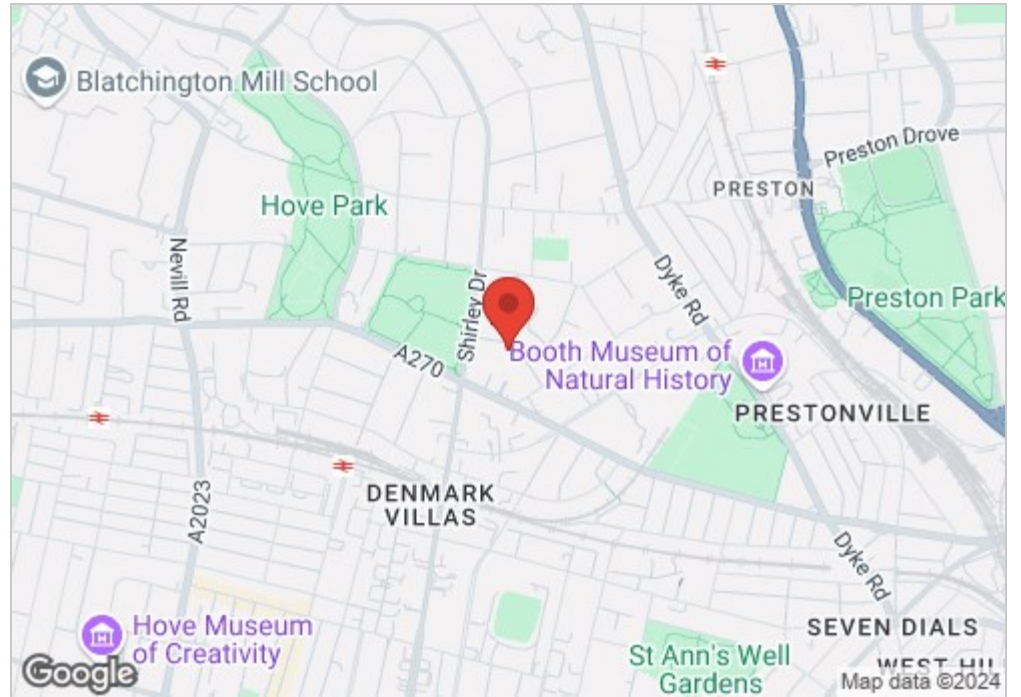 Blatchington Mill School
Preston Drove
PRESTON
Hove Park
Nevill Rd
Shirley Dr
Dyke Rd
Preston Park
A270
Booth Museum of
Natural History
PRESTONVILLE
DENMARK
VILLAS
A2023
Dyke Rd
Hove Museum
of Creativity
SEVEN DIALS
St Ann's Well
Gardens
WEST HIL
Google
Map data ©2024